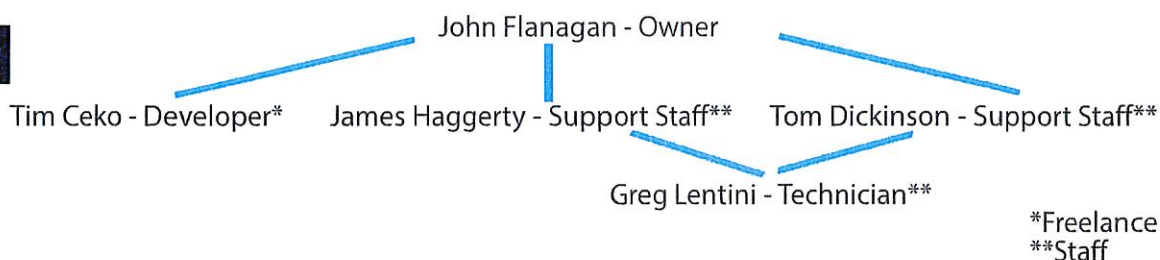 John Flanagan - Owner
Tim Ceko - Developer* James Haggerty - Support Staff** Tom Dickinson - Support Staff**
Greg Lentini - Technician**
*Freelance
**Staff